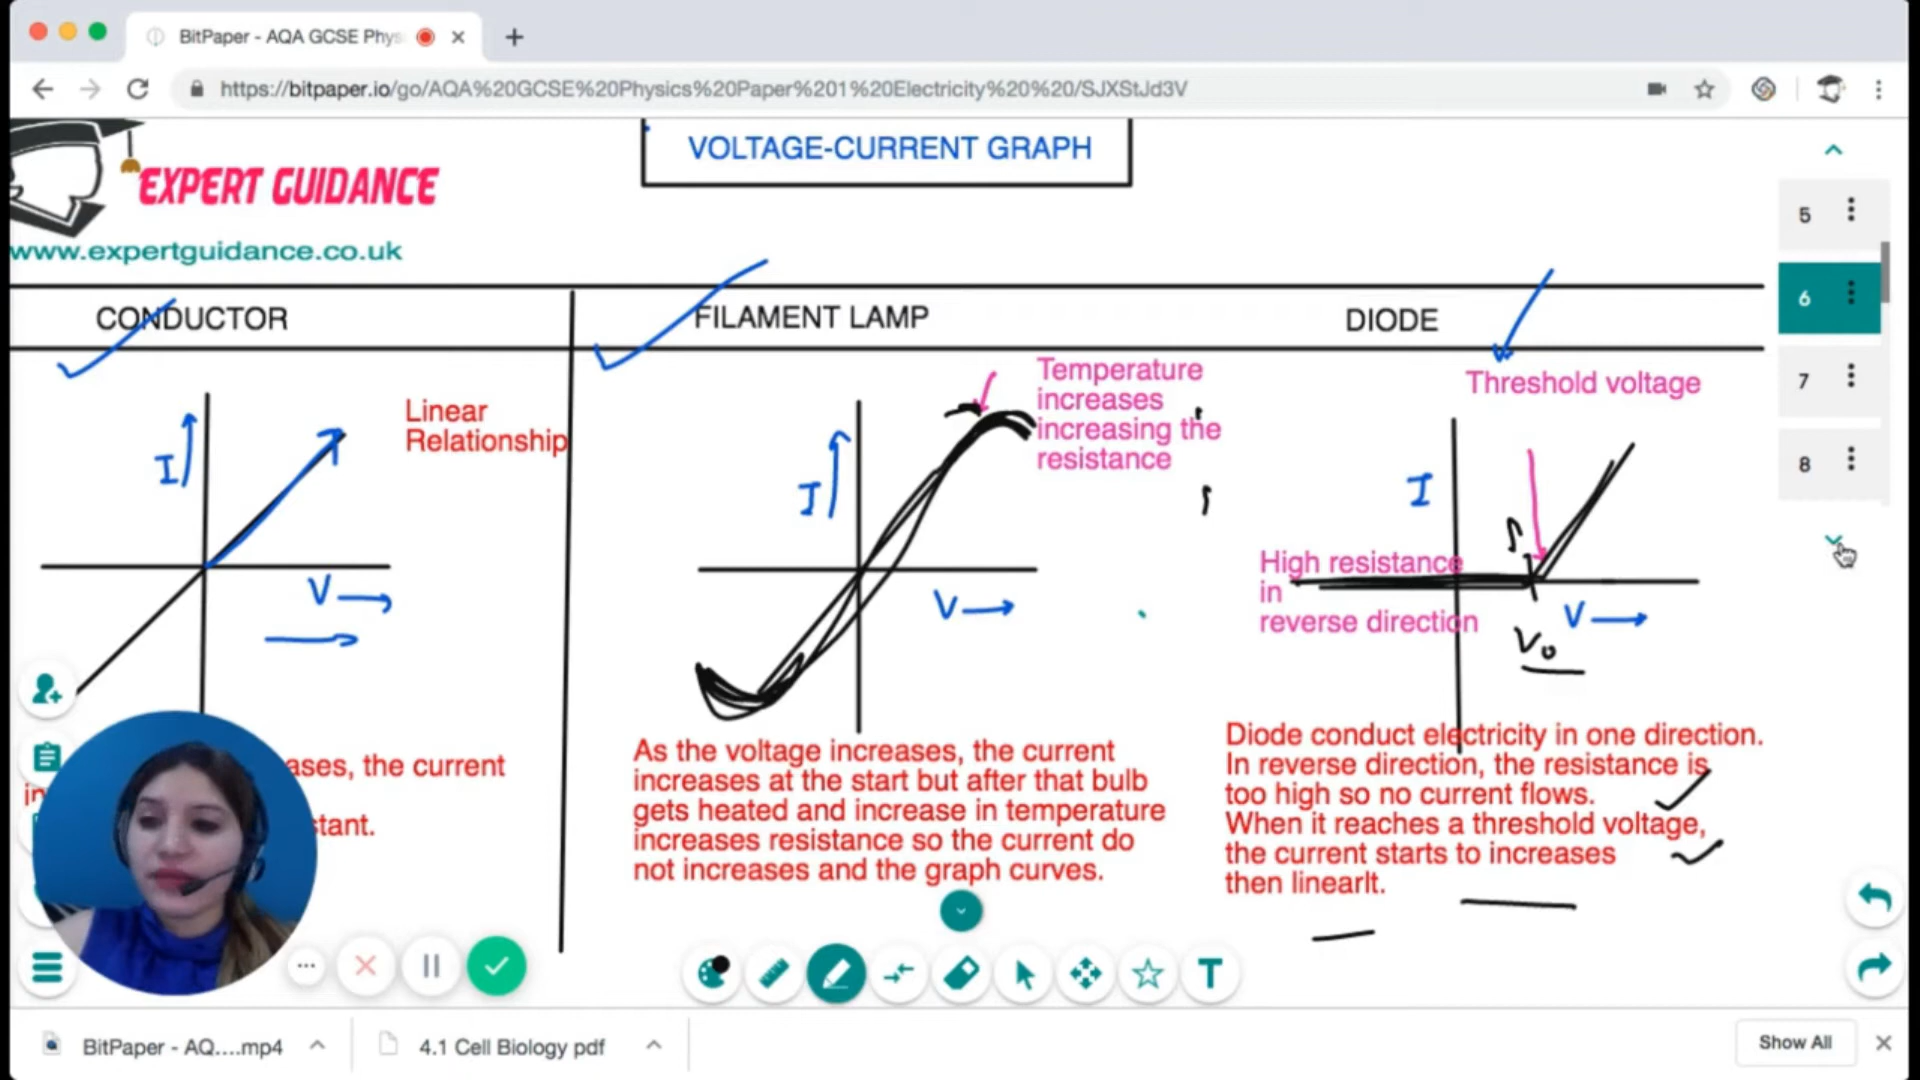 BitPaper - AQA GCSE Phys
https://bitpaper.io/go/AQA%20GCSE%20Physics%20Paper%201%20Electricity%20%20/SJXStJd3V
VOLTAGE-CURRENT GRAPH
EXPERT GUIDANCE
www.expertguidance.co.uk
5
6
7
8
CONDUCTOR
FILAMENT LAMP
DIODE
Linear
Relationship
I
V
Temperature
increases
increasing the
resistance
I
V
Threshold voltage
I
High resistance
in
reverse direction
V
V₀
ases, the current
in
stant.
As the voltage increases, the current
increases at the start but after that bulb
gets heated and increase in temperature
increases resistance so the current do
not increases and the graph curves.
Diode conduct electricity in one direction.
In reverse direction, the resistance is
too high so no current flows.
When it reaches a threshold voltage,
the current starts to increases
then linearlt.
T
BitPaper - AQ....mp4
4.1 Cell Biology pdf
Show All